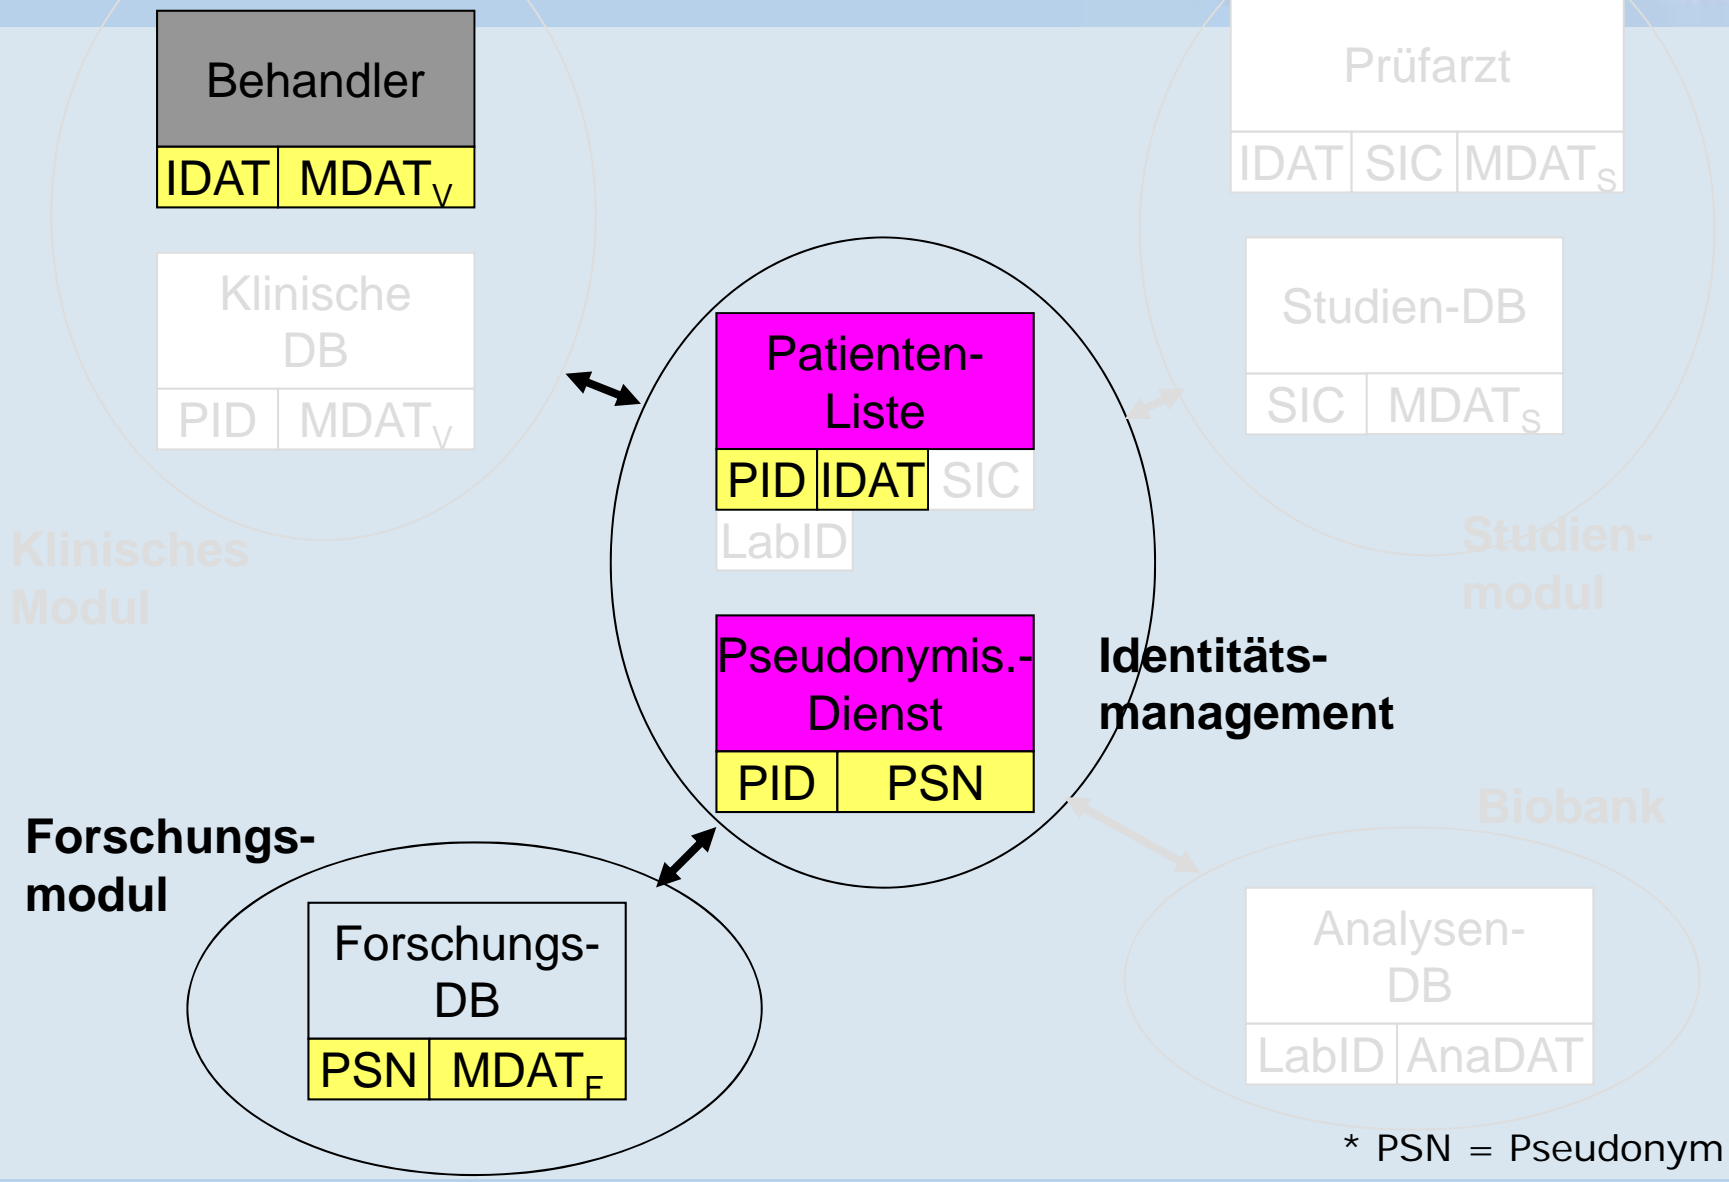 Behandler
IDAT MDATV
Klinische
DB
PID MDATV
Klinisches
Modul
Prüfarzt
IDAT SIC MDATS
Studien-DB
SIC MDATS
Studien-
modul
Patienten-
Liste
PID IDAT SIC
LabID
Pseudonymis.-
Dienst
PID PSN
Identitäts-
management
Forschungs-
modul
Forschungs-
DB
PSN MDATF
Biobank
Analysen-
DB
LabID AnaDAT
* PSN = Pseudonym